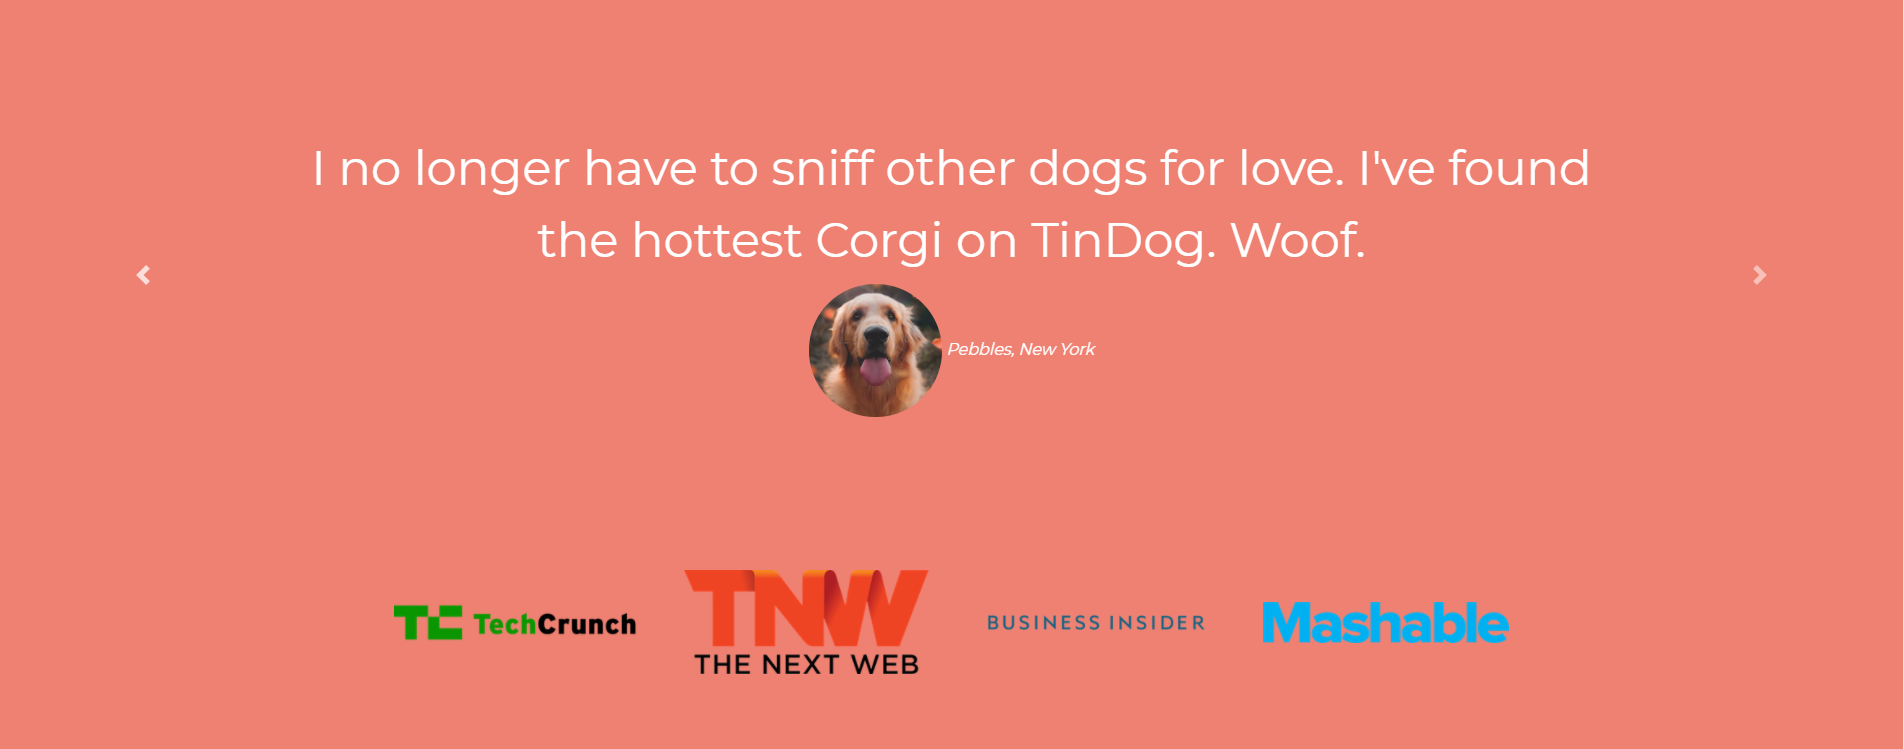 I no longer have to sniff other dogs for love. I've found
the hottest Corgi on TinDog. Woof.
Pebbles, New York
TC TechCrunch
TNW
THE NEXT WEB
BUSINESS INSIDER
Mashable